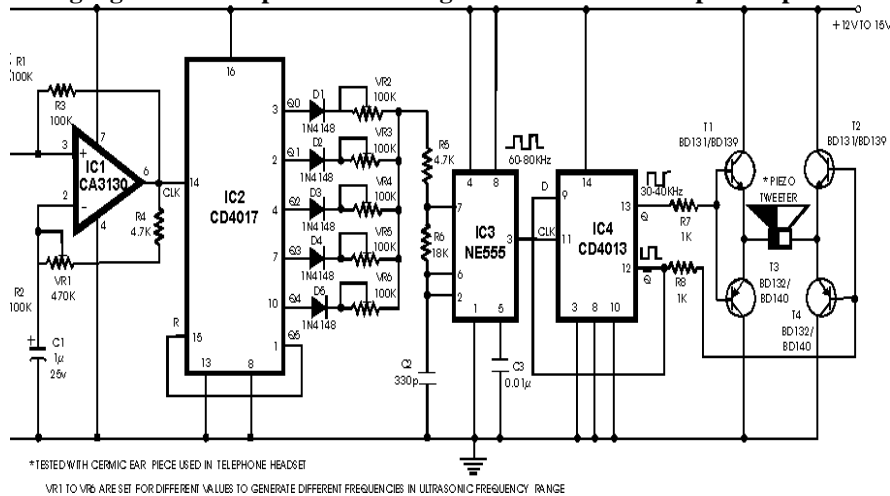 +12V TO 15V
R1
100K
R3
100K
3
2
7
6
4
+
-
IC1
CA3130
CLK
14
R4
4.7K
VR1
470K
R2
100K
C1
1µ
25v
+
16
IC2
CD4017
R
15
13
8
3
Q0
2
Q1
4
Q2
7
Q3
10
Q4
1
Q5
D1
1N4148
D2
1N4148
D3
1N4148
D4
1N4148
D5
1N4148
VR2
100K
VR3
100K
VR4
100K
VR5
100K
VR6
100K
R5
4.7K
R6
18K
C2
330p
60-80KHz
4
8
7
6
2
3
1
5
IC3
NE555
C3
0.01µ
D
9
CLK
11
14
IC4
CD4013
13
Q
12
Q
3
8
10
30-40KHz
R7
1K
R8
1K
T1
BD131/BD139
T2
BD131/BD139
* PIEZO
TWEETER
T3
BD132/
BD140
T4
BD132/
BD140
*TESTED WITH CERMIC EAR PIECE USED IN TELEPHONE HEADSET
VR1 TO VR6 ARE SET FOR DIFFERENT VALUES TO GENERATE DIFFERENT FREQUENCIES IN ULTRASONIC FREQUENCY RANGE